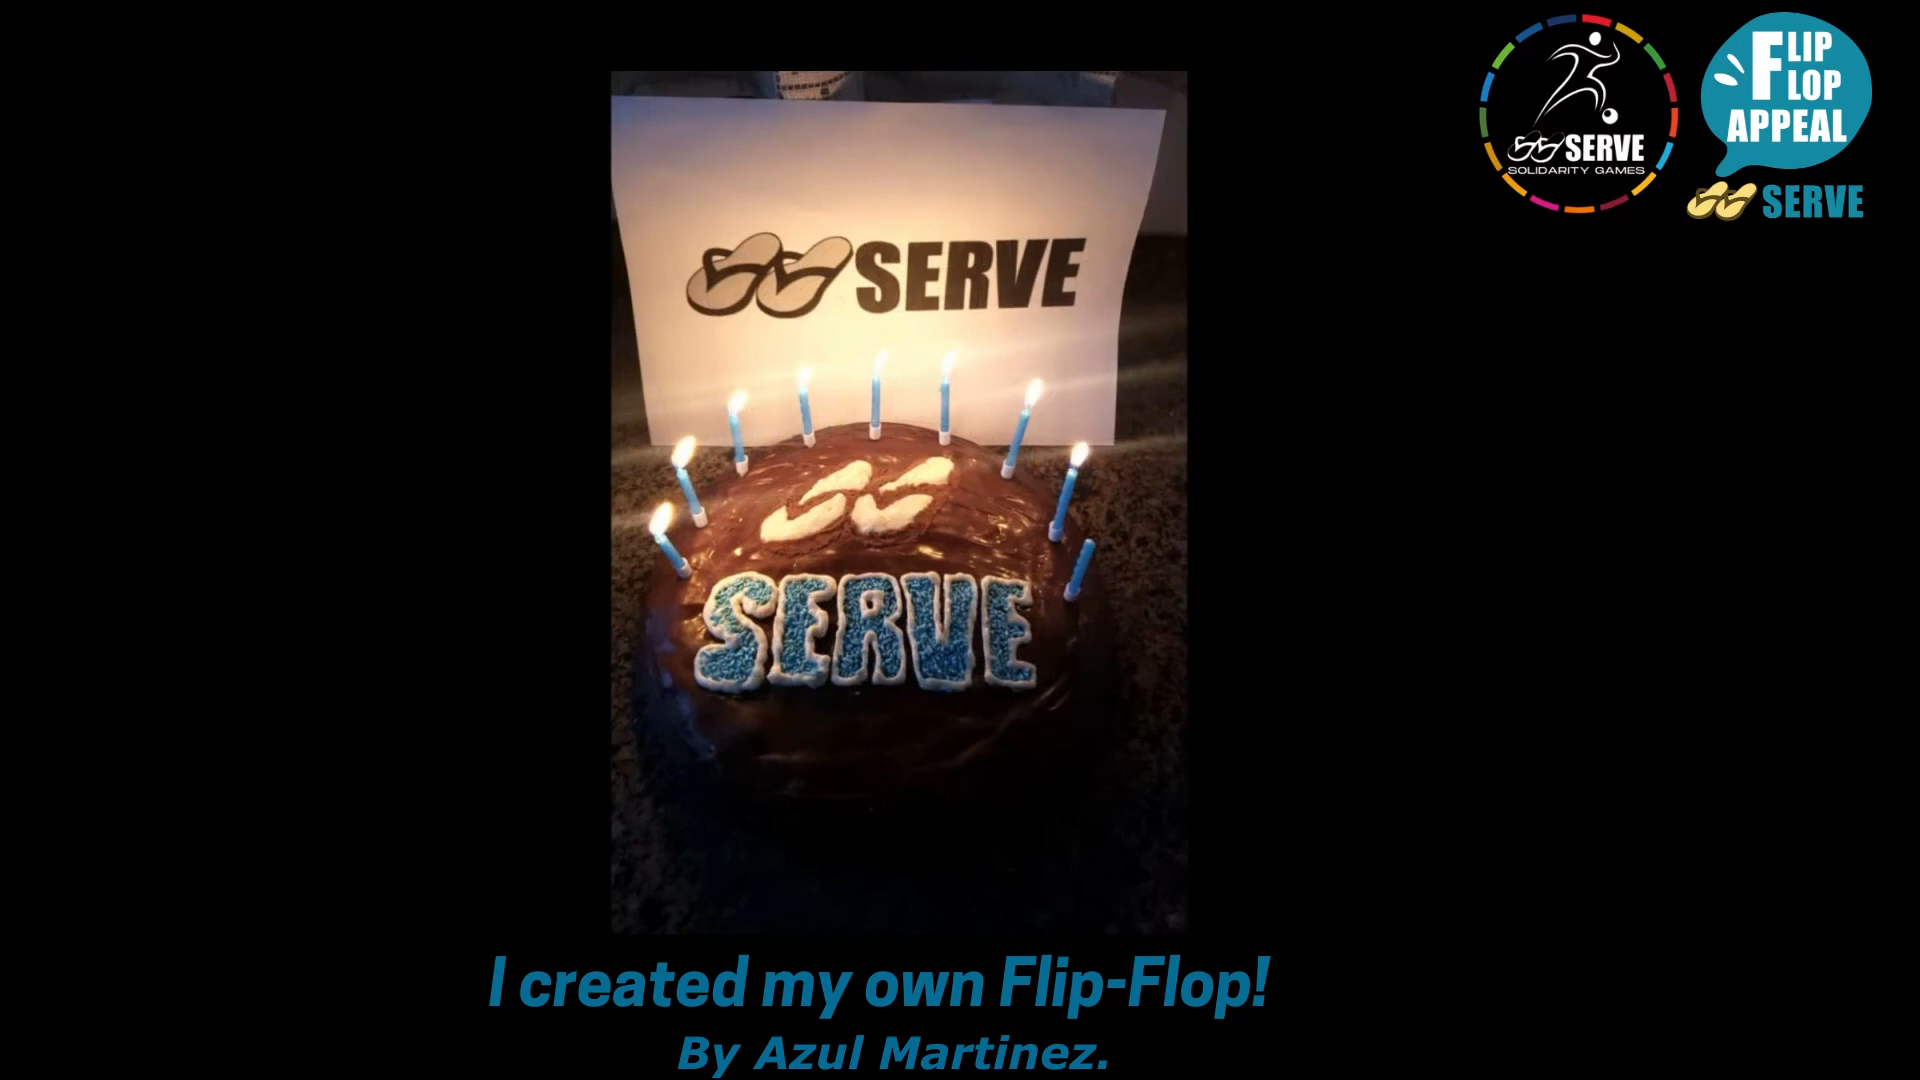 SERVE
SOLIDARITY GAMES
FLIP
FLOP
APPEAL
SERVE
SERVE
SERVE
I created my own Flip-Flop!
By Azul Martinez.